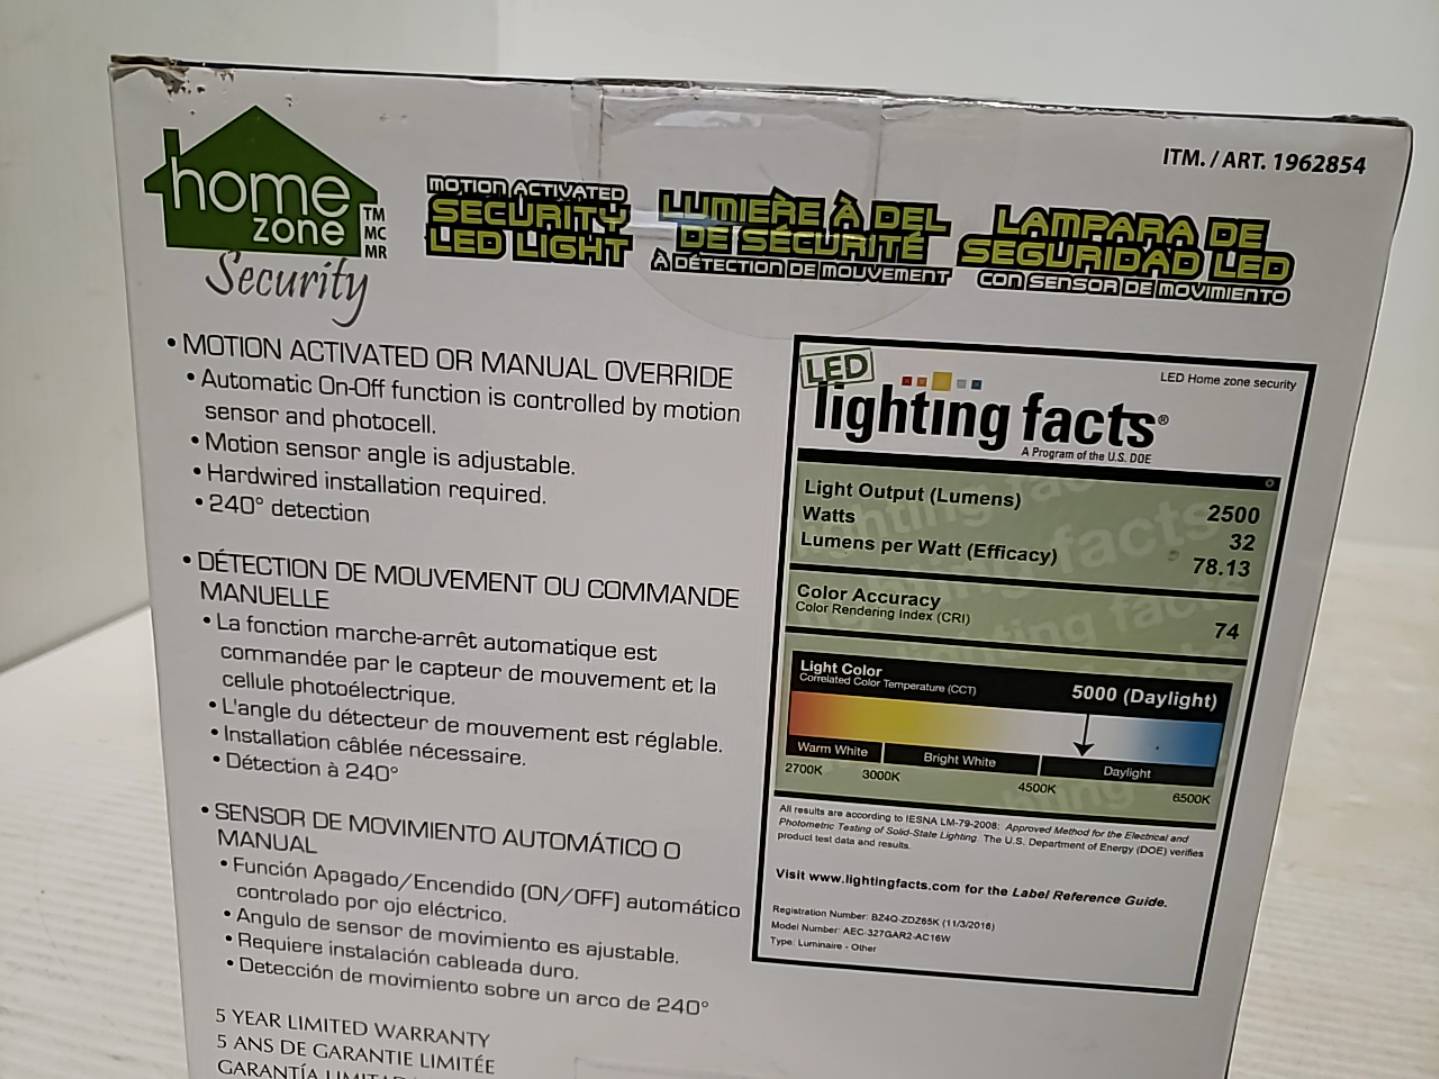 home
zone
TM
MC
MR
Security
MOTION ACTIVATED
SECURITY
LED LIGHT
LUMIÈRE À DEL
DE SÉCURITÉ
À DÉTECTION DE MOUVEMENT
LAMPARA DE
SEGURIDAD LED
CON SENSOR DE MOVIMIENTO
ITM. / ART. 1962854
• MOTION ACTIVATED OR MANUAL OVERRIDE
• Automatic On-Off function is controlled by motion
sensor and photocell.
• Motion sensor angle is adjustable.
• Hardwired installation required.
• 240° detection
• DÉTECTION DE MOUVEMENT OU COMMANDE
MANUELLE
• La fonction marche-arrêt automatique est
commandée par le capteur de mouvement et la
cellule photoélectrique.
• L'angle du détecteur de mouvement est réglable.
• Installation câblée nécessaire.
• Détection à 240°
• SENSOR DE MOVIMIENTO AUTOMÁTICO O
MANUAL
• Función Apagado/Encendido (ON/OFF) automático
controlado por ojo eléctrico.
• Angulo de sensor de movimiento es ajustable.
• Requiere instalación cableada duro.
• Detección de movimiento sobre un arco de 240°
5 YEAR LIMITED WARRANTY
5 ANS DE GARANTIE LIMITÉE
GARANTÍA
LED
lighting facts®
A Program of the U.S. DOE
LED Home zone security
Light Output (Lumens) 2500
Watts 32
Lumens per Watt (Efficacy) 78.13
Color Accuracy
Color Rendering Index (CRI) 74
Light Color
Correlated Color Temperature (CCT) 5000 (Daylight)
Warm White Bright White Daylight
2700K 3000K 4500K 6500K
All results are according to IESNA LM-79-2008: Approved Method for the Electrical and
Photometric Testing of Solid-State Lighting. The U.S. Department of Energy (DOE) verifies
product test data and results.
Visit www.lightingfacts.com for the Label Reference Guide.
Registration Number: BZ4Q-ZDZ65K (11/3/2016)
Model Number: AEC-327GAR2-AC16W
Type: Luminaire - Other